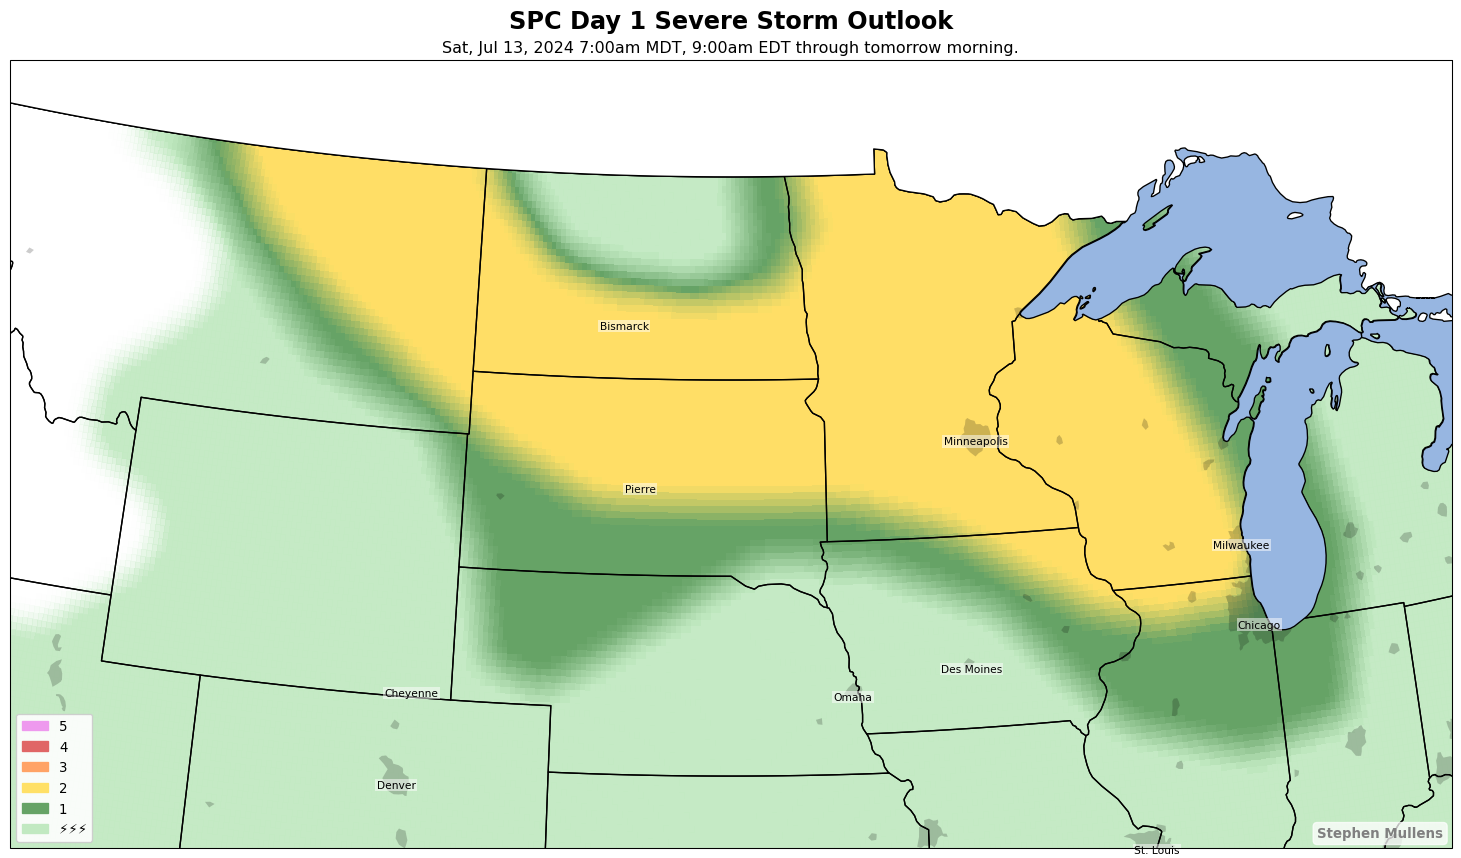 SPC Day 1 Severe Storm Outlook
Sat, Jul 13, 2024 7:00am MDT, 9:00am EDT through tomorrow morning.
Bismarck
Minneapolis
Pierre
Milwaukee
Chicago
Des Moines
Cheyenne
Omaha
Denver
St. Louis
5
4
3
2
1
⚡⚡⚡
Stephen Mullens